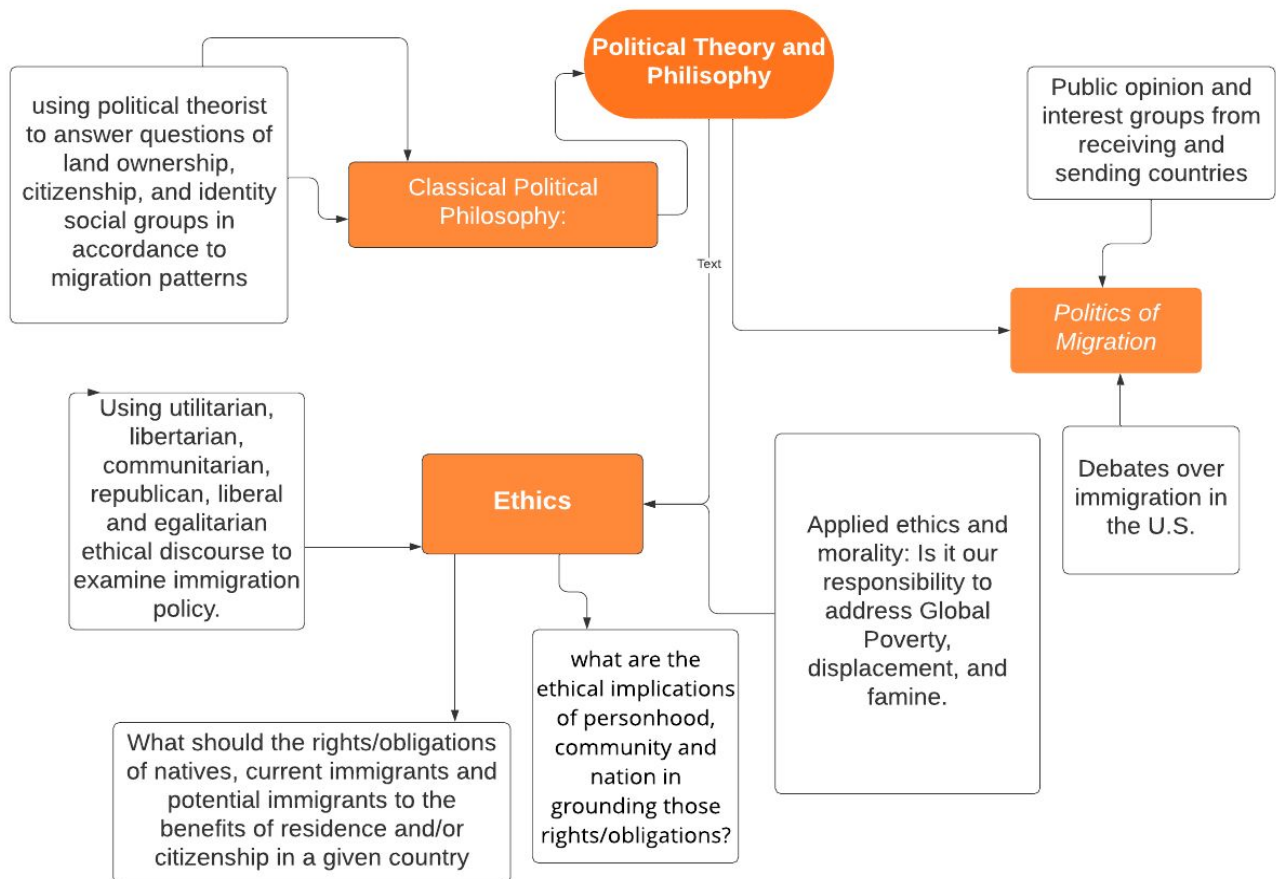 Political Theory and
Philisophy
using political theorist
to answer questions of
land ownership,
citizenship, and identity
social groups in
accordance to
migration patterns
Classical Political
Philosophy:
Public opinion and
interest groups from
receiving and
sending countries
Text
Politics of
Migration
Using utilitarian,
libertarian,
communitarian,
republican, liberal
and egalitarian
ethical discourse to
examine immigration
policy.
Ethics
Applied ethics and
morality: Is it our
responsibility to
address Global
Poverty,
displacement, and
famine.
Debates over
immigration in
the U.S.
What should the rights/obligations
of natives, current immigrants and
potential immigrants to the
benefits of residence and/or
citizenship in a given country
what are the
ethical implications
of personhood,
community and
nation in
grounding those
rights/obligations?